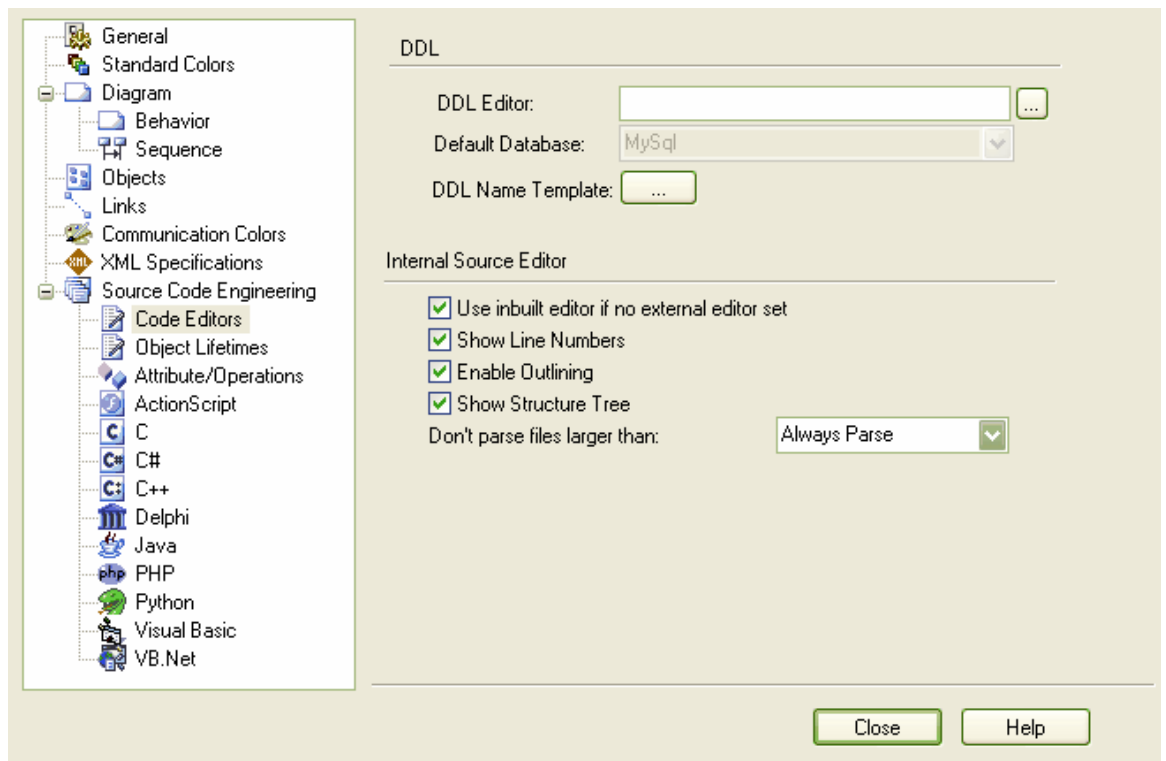 General
Standard Colors
Diagram
Behavior
Sequence
Objects
Links
Communication Colors
XML Specifications
Source Code Engineering
Code Editors
Object Lifetimes
Attribute/Operations
ActionScript
C
C#
C++
Delphi
Java
php PHP
Python
Visual Basic
VB.Net
DDL
DDL Editor: ...
Default Database: MySql
DDL Name Template: ...
Internal Source Editor
Use inbuilt editor if no external editor set
Show Line Numbers
Enable Outlining
Show Structure Tree
Don't parse files larger than: Always Parse
Close Help